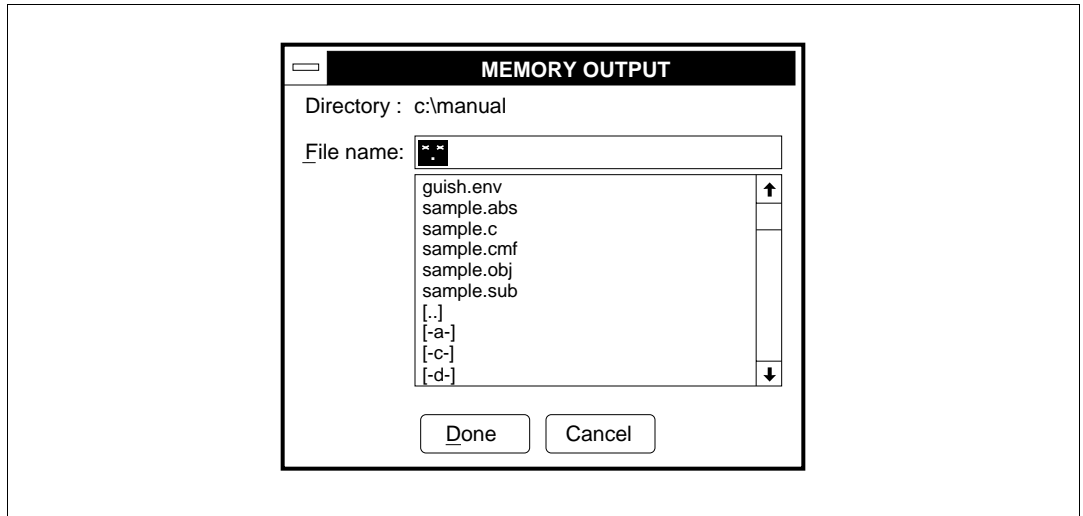 MEMORY OUTPUT
Directory : c:\manual
File name: *.*
guish.env
sample.abs
sample.c
sample.cmf
sample.obj
sample.sub
[..]
[-a-]
[-c-]
[-d-]
Done Cancel